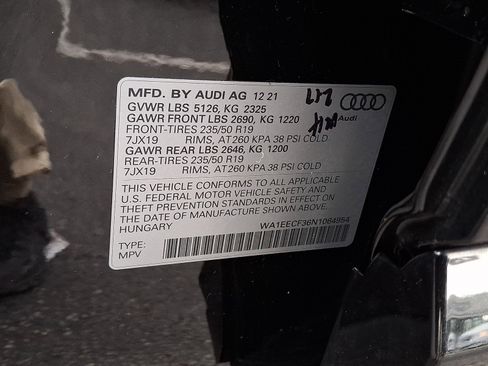 MFD. BY AUDI AG 12 21
GVWR LBS 5126, KG 2325
GAWR FRONT LBS 2690, KG 1220
FRONT-TIRES 235/50 R19
7JX19 RIMS, AT 260 KPA 38 PSI COLD
GAWR REAR LBS 2646, KG 1200
REAR-TIRES 235/50 R19
7JX19 RIMS, AT 260 KPA 38 PSI COLD
Audi
THIS VEHICLE CONFORMS TO ALL APPLICABLE
U.S. FEDERAL MOTOR VEHICLE SAFETY AND
THEFT PREVENTION STANDARDS IN EFFECT ON
THE DATE OF MANUFACTURE SHOWN ABOVE.
HUNGARY
WA1EECF36N1064954
TYPE:
MPV